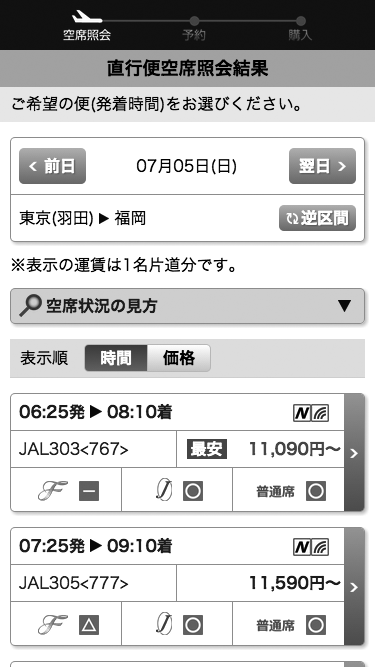 空席照会 予約 購入
直行便空席照会結果
ご希望の便(発着時間)をお選びください。
< 前日 07月05日(日) 翌日 >
東京(羽田)▶福岡 逆区間
※表示の運賃は1名片道分です。
空席状況の見方 ▼
表示順 時間 価格
06:25発▶08:10着 N
JAL303<767> 最安 11,090円〜 >
F − J ○ 普通席 ○
07:25発▶09:10着 N
JAL305<777> 11,590円〜 >
F △ J ○ 普通席 ○